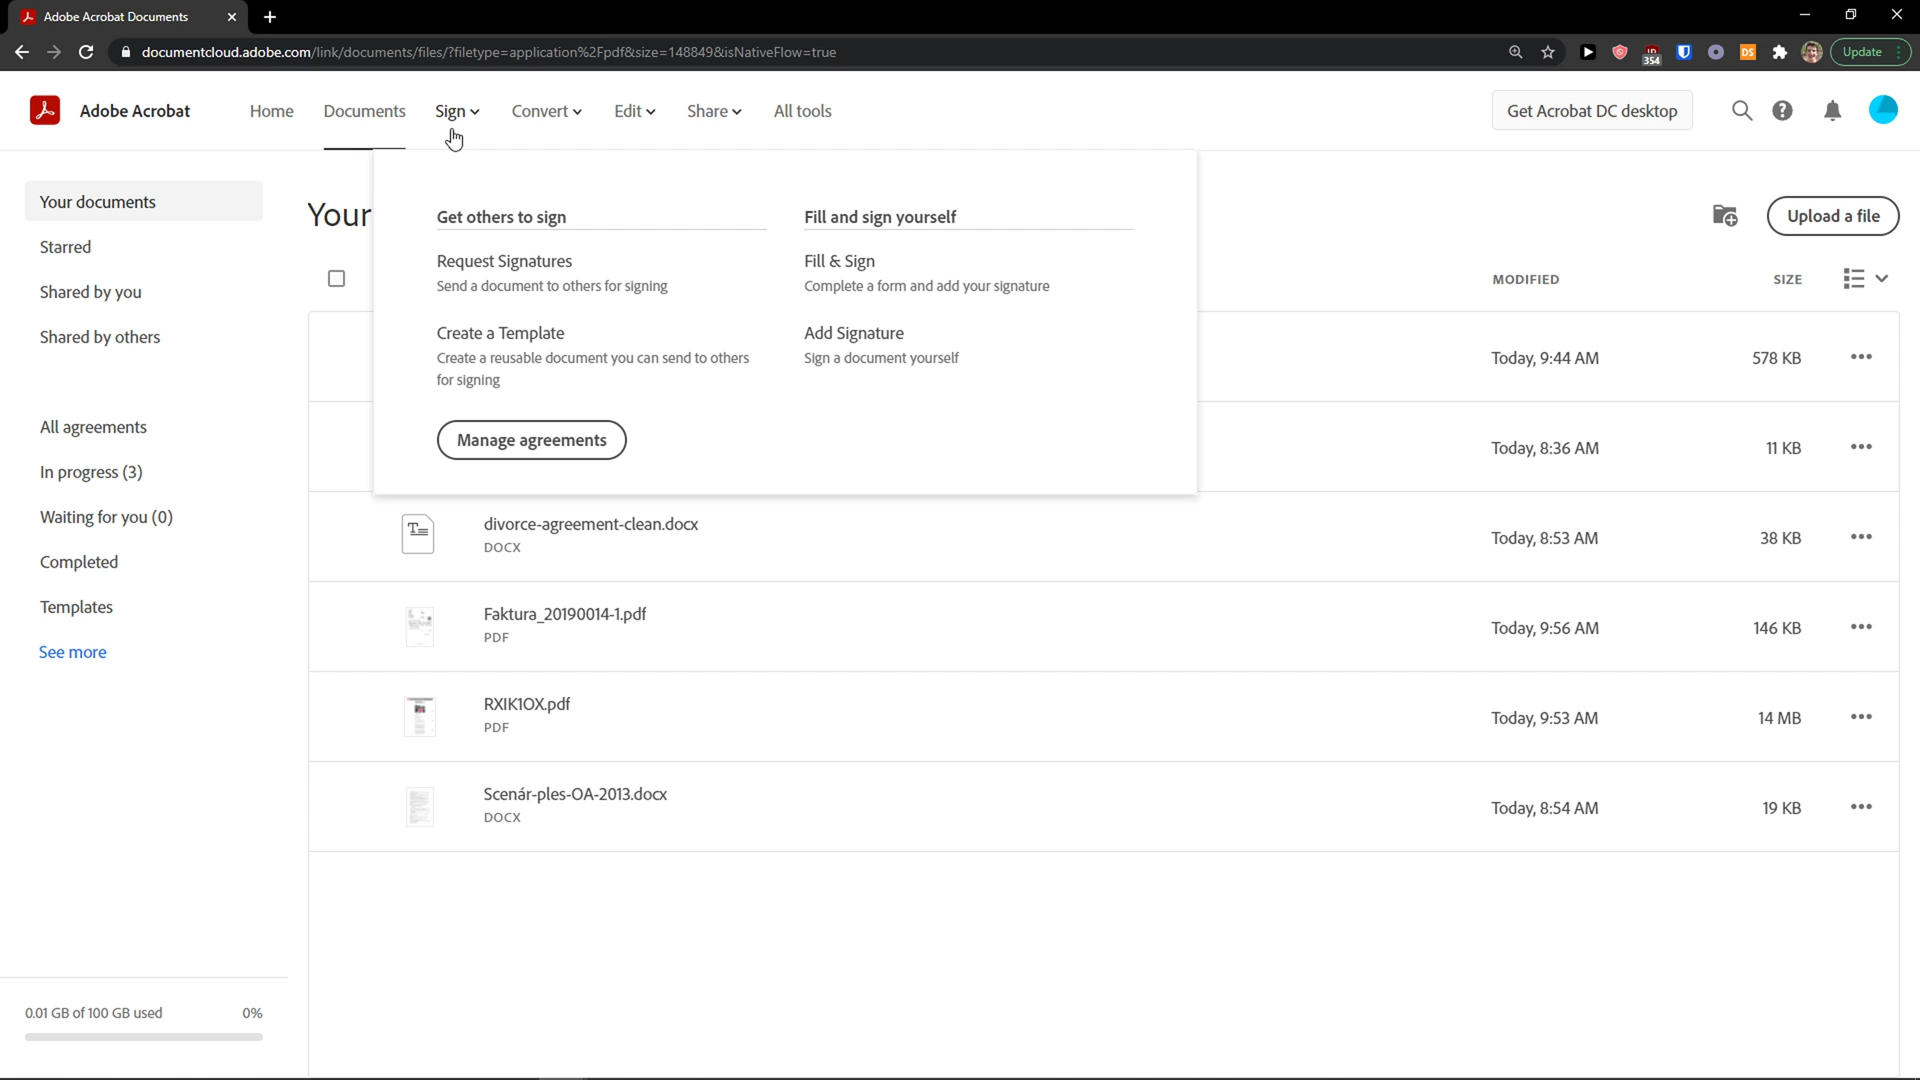 Adobe Acrobat Documents
documentcloud.adobe.com/link/documents/files/?filetype=application%2Fpdf&size=148849&isNativeFlow=true
354
DS
Update
Adobe Acrobat
Home
Documents
Sign
Convert
Edit
Share
All tools
Get Acrobat DC desktop
Your documents
Starred
Shared by you
Shared by others
All agreements
In progress (3)
Waiting for you (0)
Completed
Templates
See more
0.01 GB of 100 GB used
0%
Your
Upload a file
Get others to sign
Request Signatures
Send a document to others for signing
Create a Template
Create a reusable document you can send to others
for signing
Manage agreements
Fill and sign yourself
Fill & Sign
Complete a form and add your signature
Add Signature
Sign a document yourself
MODIFIED
SIZE
Today, 9:44 AM
578 KB
Today, 8:36 AM
11 KB
divorce-agreement-clean.docx
DOCX
Today, 8:53 AM
38 KB
Faktura_20190014-1.pdf
PDF
Today, 9:56 AM
146 KB
RXIK1OX.pdf
PDF
Today, 9:53 AM
14 MB
Scenár-ples-OA-2013.docx
DOCX
Today, 8:54 AM
19 KB